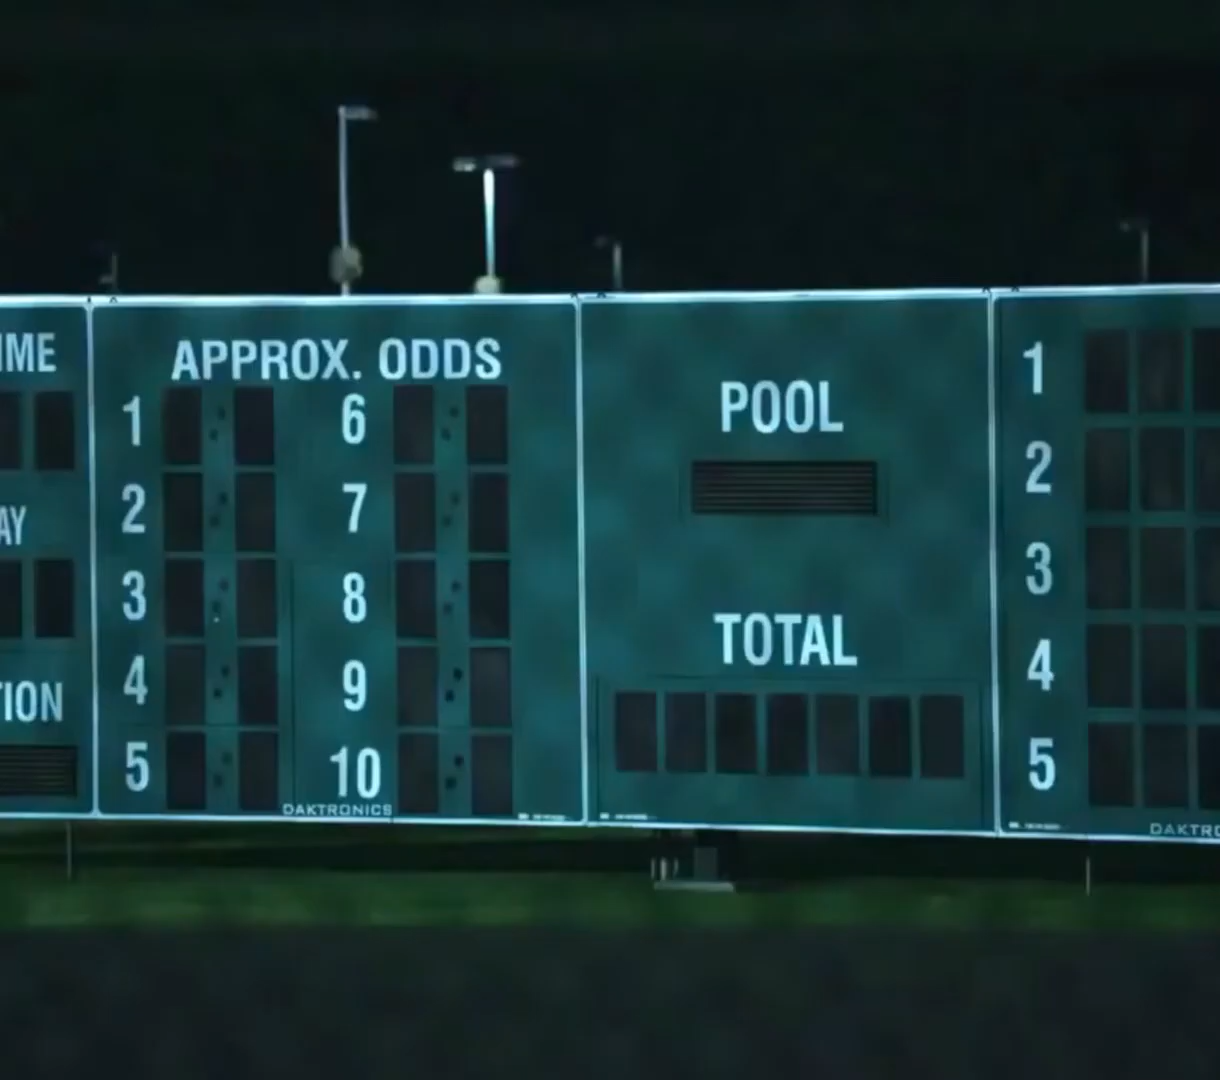 IME
AY
TION
APPROX. ODDS
1 6
2 7
3 8
4 9
5 10
DAKTRONICS
POOL
TOTAL
1
2
3
4
5
DAKTRO